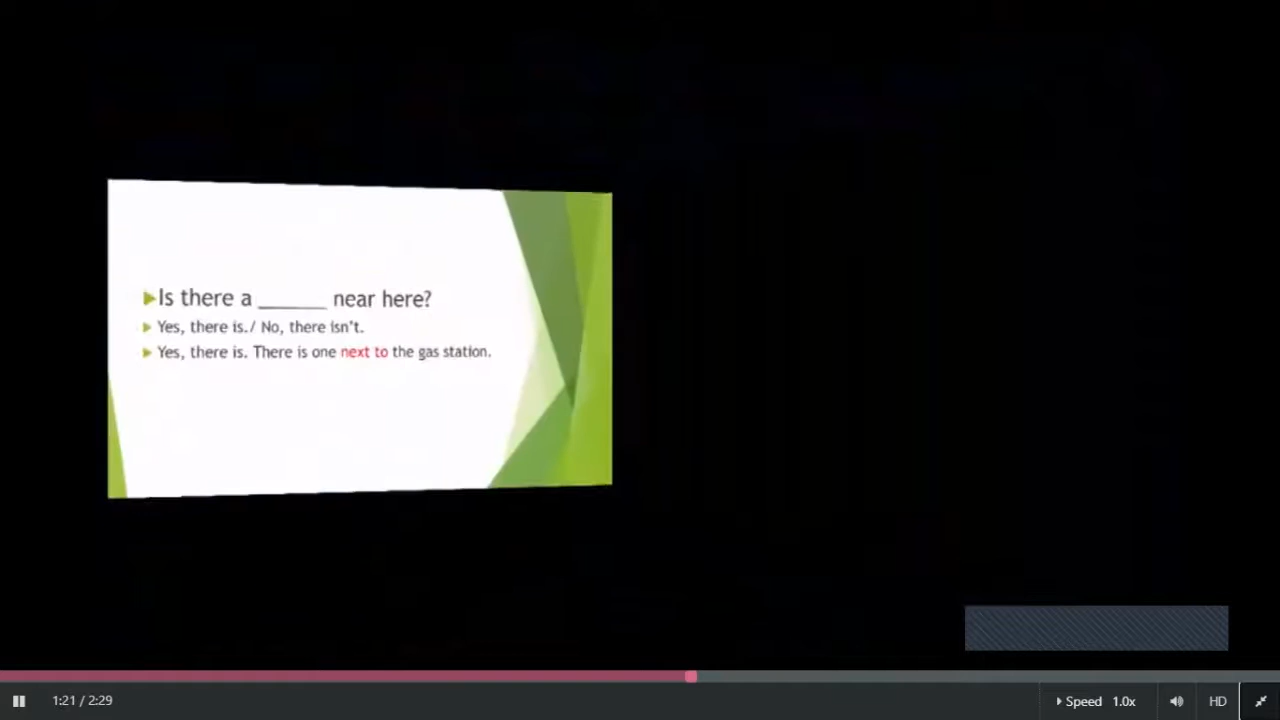 Is there a ______ near here?
Yes, there is./ No, there isn't.
Yes, there is. There is one next to the gas station.
1:21 / 2:29
Speed 1.0x
HD